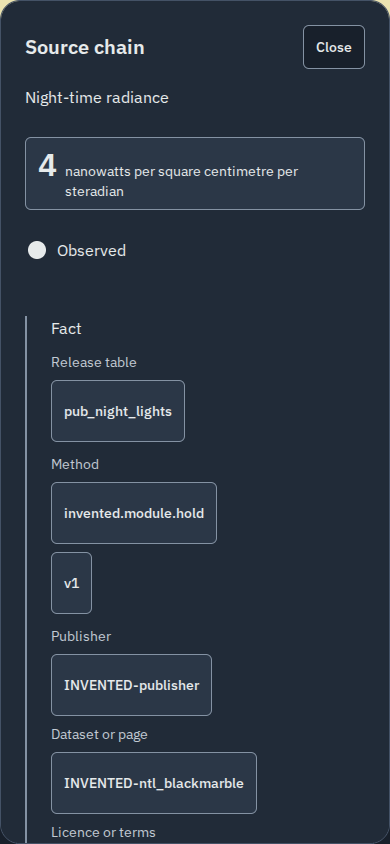 Source chain
Close
Night-time radiance
4 nanowatts per square centimetre per
steradian
Observed
Fact
Release table
pub_night_lights
Method
invented.module.hold
v1
Publisher
INVENTED-publisher
Dataset or page
INVENTED-ntl_blackmarble
Licence or terms